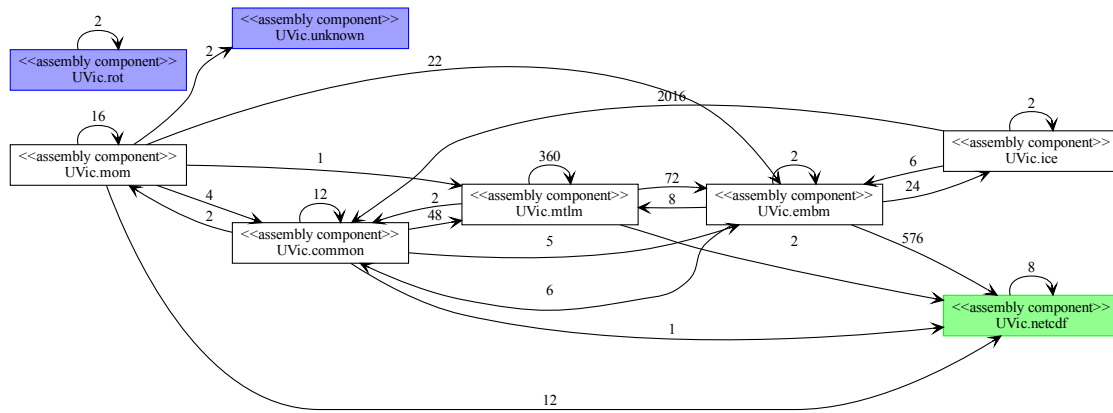 2
<<assembly component>>
UVic.rot
<<assembly component>>
UVic.unknown
2
16
<<assembly component>>
UVic.mom
22
2016
1
4
2
12
<<assembly component>>
UVic.common
360
<<assembly component>>
UVic.mtlm
2
48
72
8
2
<<assembly component>>
UVic.embm
2
<<assembly component>>
UVic.ice
6
24
5
6
2
576
8
<<assembly component>>
UVic.netcdf
1
12